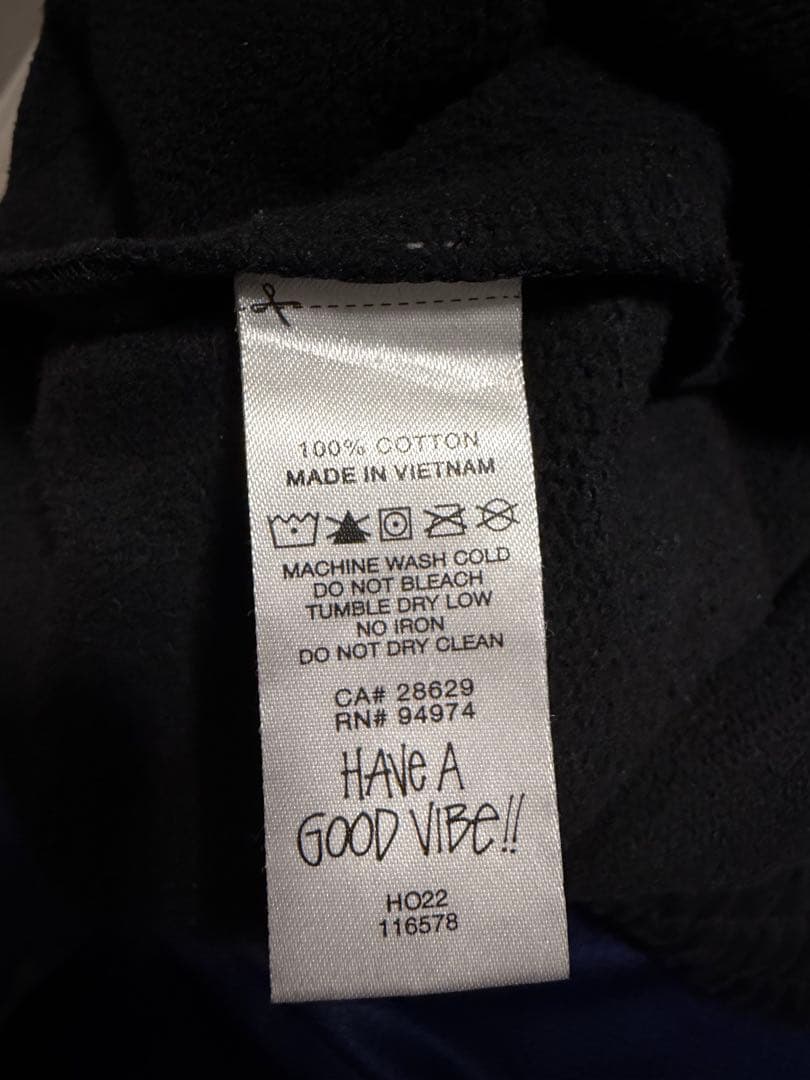 100% COTTON
MADE IN VIETNAM
MACHINE WASH COLD
DO NOT BLEACH
TUMBLE DRY LOW
NO IRON
DO NOT DRY CLEAN
CA# 28629
RN# 94974
HAVE A
GOOD VIBE!!
HO22
116578